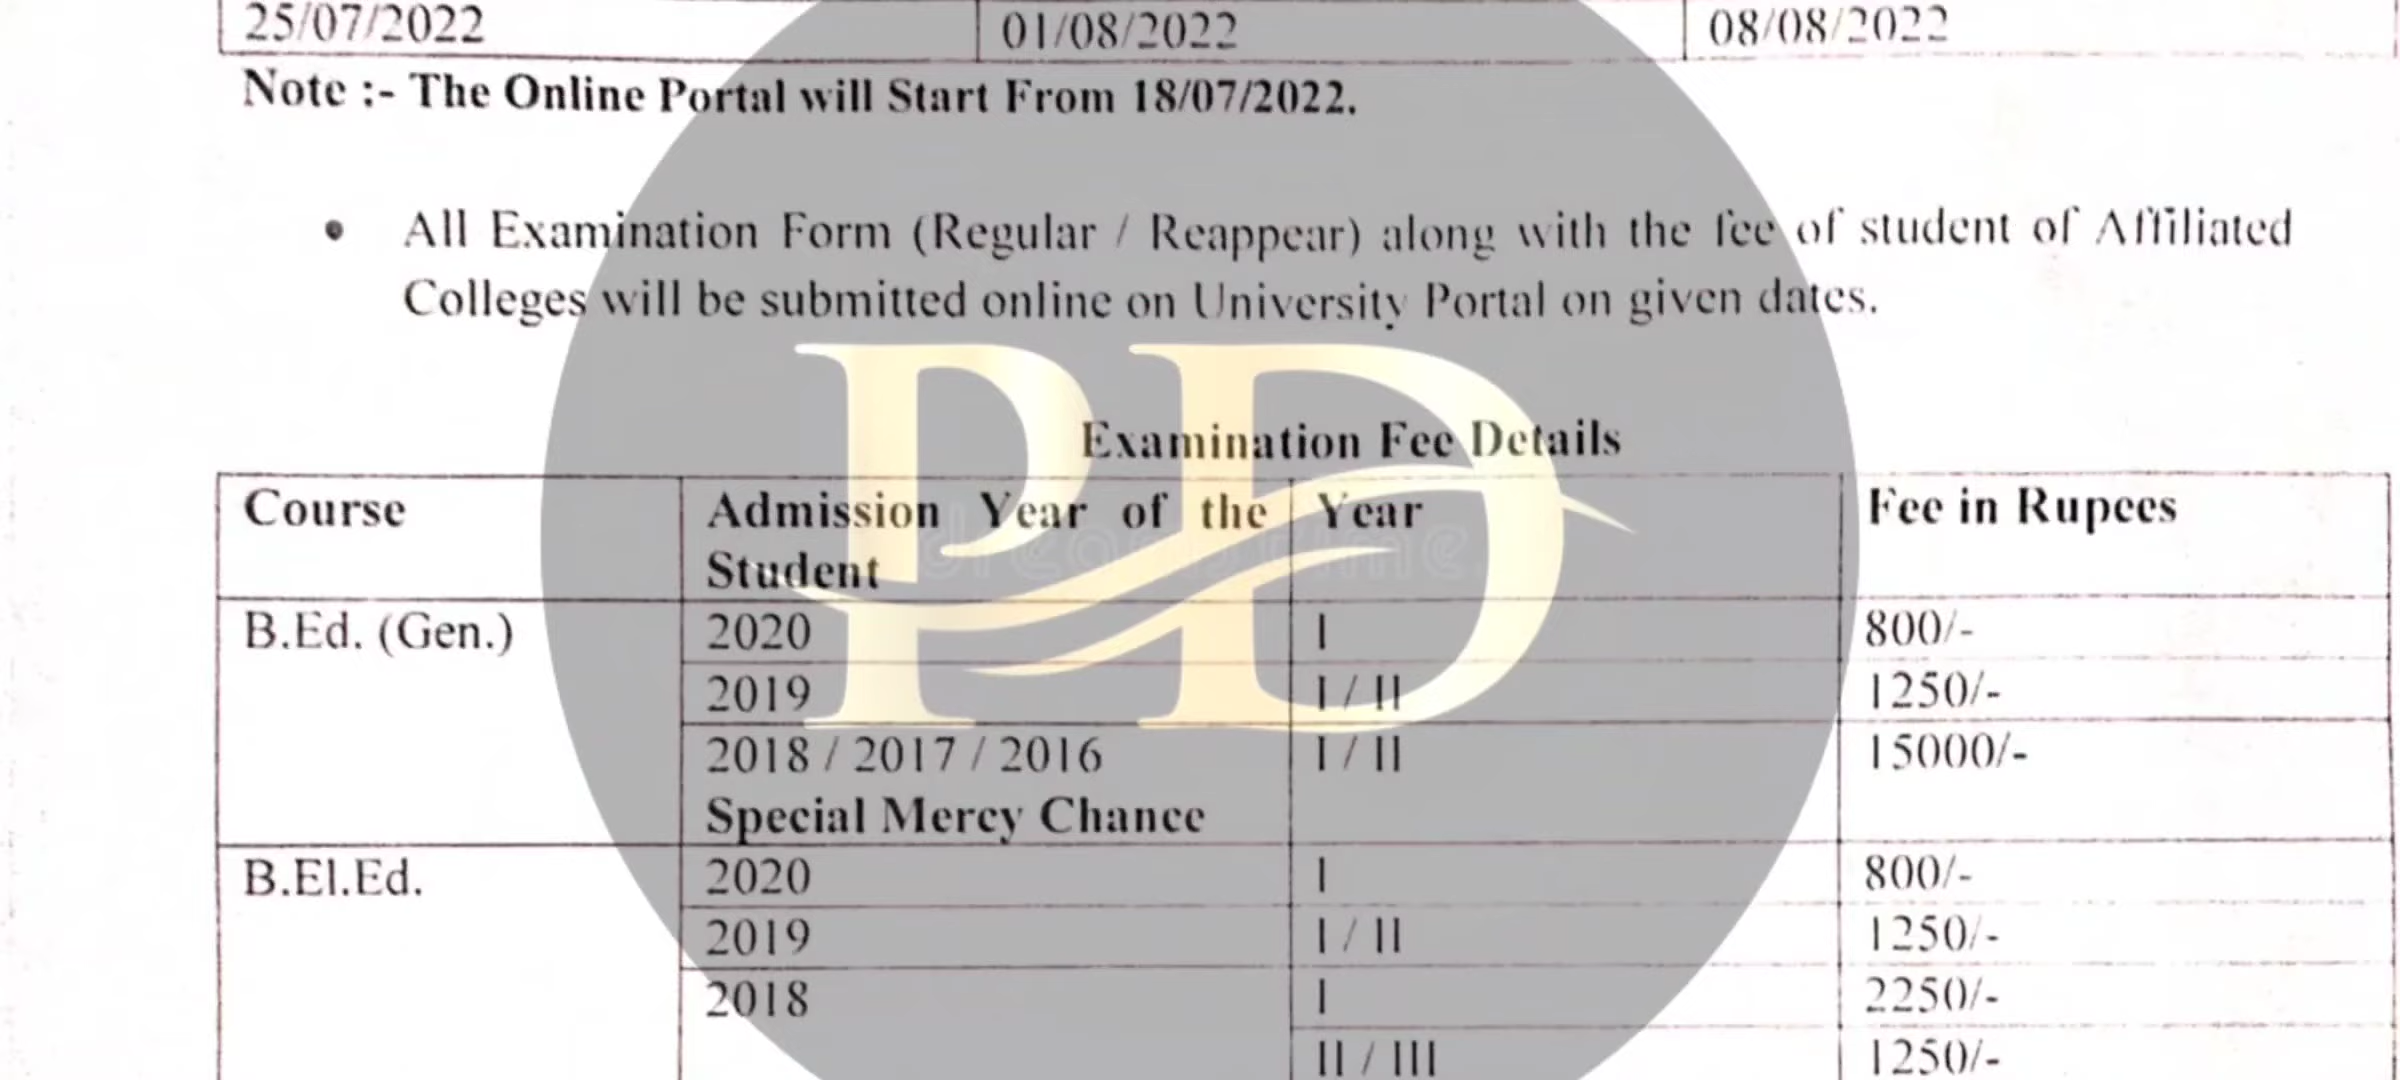 25/07/2022 01/08/2022 08/08/2022
Note :- The Online Portal will Start From 18/07/2022.
• All Examination Form (Regular / Reappear) along with the fee of student of Affiliated
Colleges will be submitted online on University Portal on given dates.
PD
Examination Fee Details
Course Admission Year of the Year Fee in Rupees
Student
dreamstime.
B.Ed. (Gen.) 2020 I 800/-
2019 I / II 1250/-
2018 / 2017 / 2016 I / II 15000/-
Special Mercy Chance
B.El.Ed. 2020 I 800/-
2019 I / II 1250/-
2018 I 2250/-
II / III 1250/-